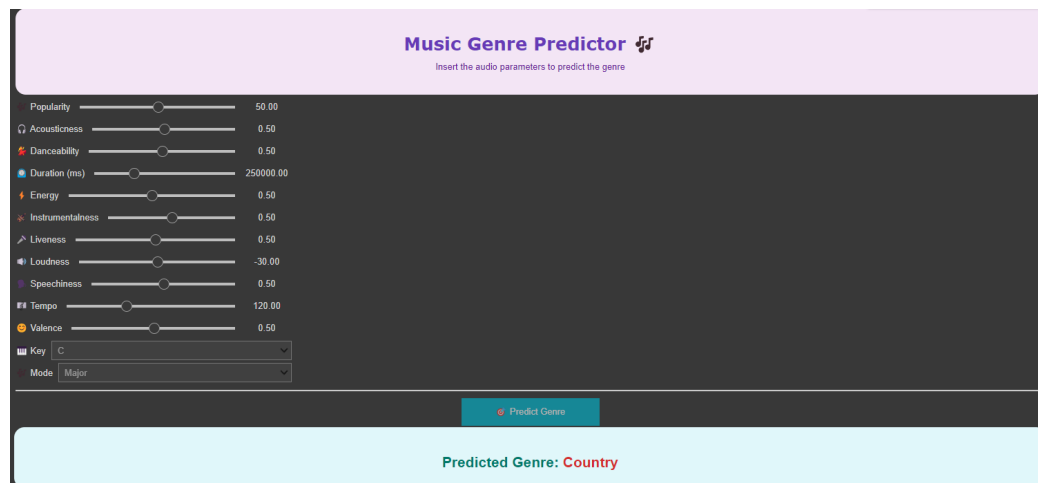 Music Genre Predictor 🎶
Insert the audio parameters to predict the genre
Popularity 50.00
🎧 Acousticness 0.50
💃 Danceability 0.50
⏲ Duration (ms) 250000.00
⚡ Energy 0.50
🎻 Instrumentalness 0.50
🎤 Liveness 0.50
🔊 Loudness -30.00
🗣 Speechiness 0.50
Tempo 120.00
😊 Valence 0.50
🎹 Key C
Mode Major
🎯 Predict Genre
Predicted Genre: Country